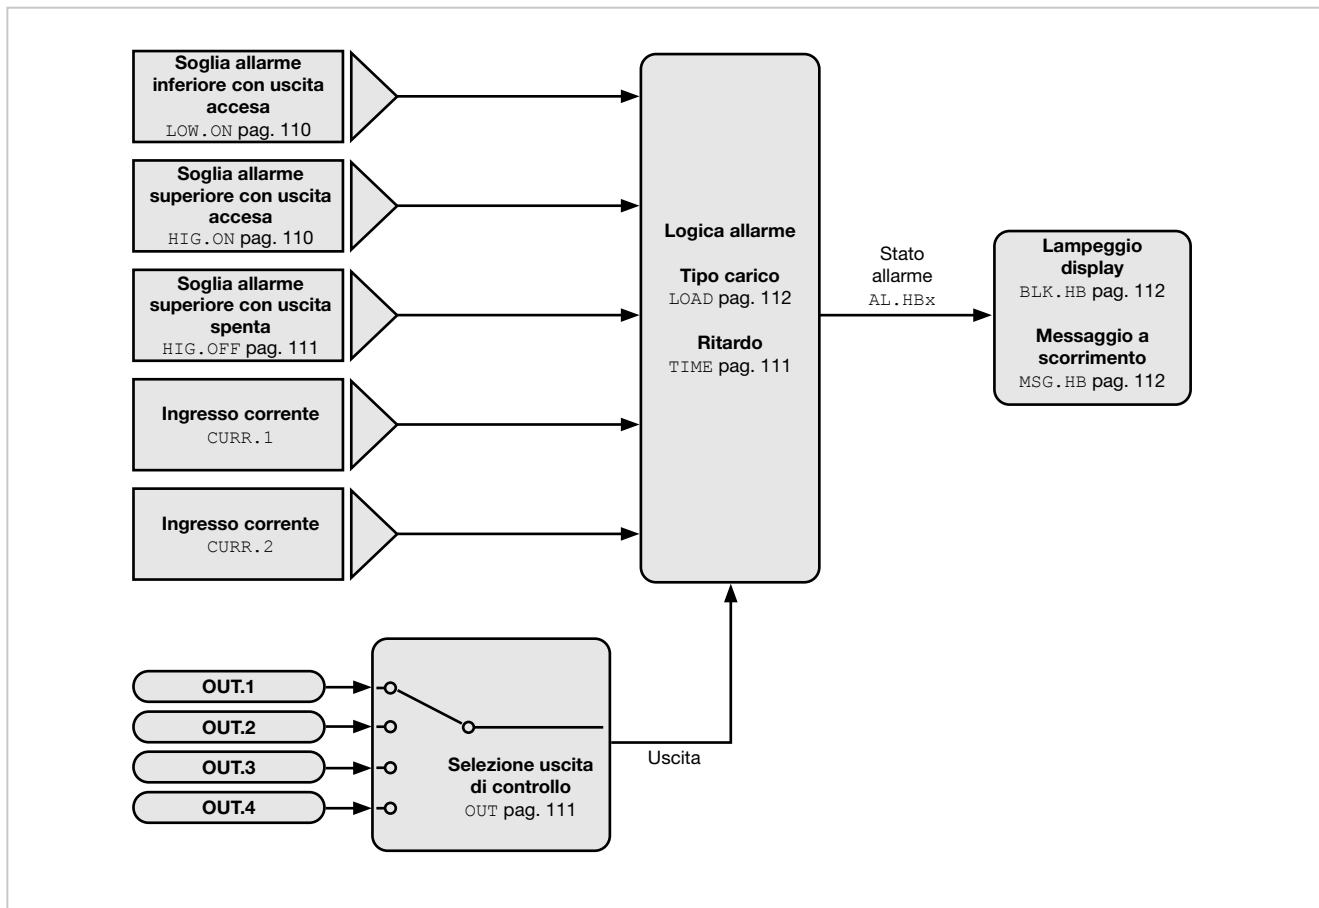 Soglia allarme
inferiore con uscita
accesa
LOW.ON pag. 110
Soglia allarme
superiore con uscita
accesa
HIG.ON pag. 110
Soglia allarme
superiore con uscita
spenta
HIG.OFF pag. 111
Ingresso corrente
CURR.1
Ingresso corrente
CURR.2
Logica allarme
Tipo carico
LOAD pag. 112
Ritardo
TIME pag. 111
Stato
allarme
AL.HBx
Lampeggio
display
BLK.HB pag. 112
Messaggio a
scorrimento
MSG.HB pag. 112
OUT.1
OUT.2
OUT.3
OUT.4
Selezione uscita
di controllo
OUT pag. 111
Uscita